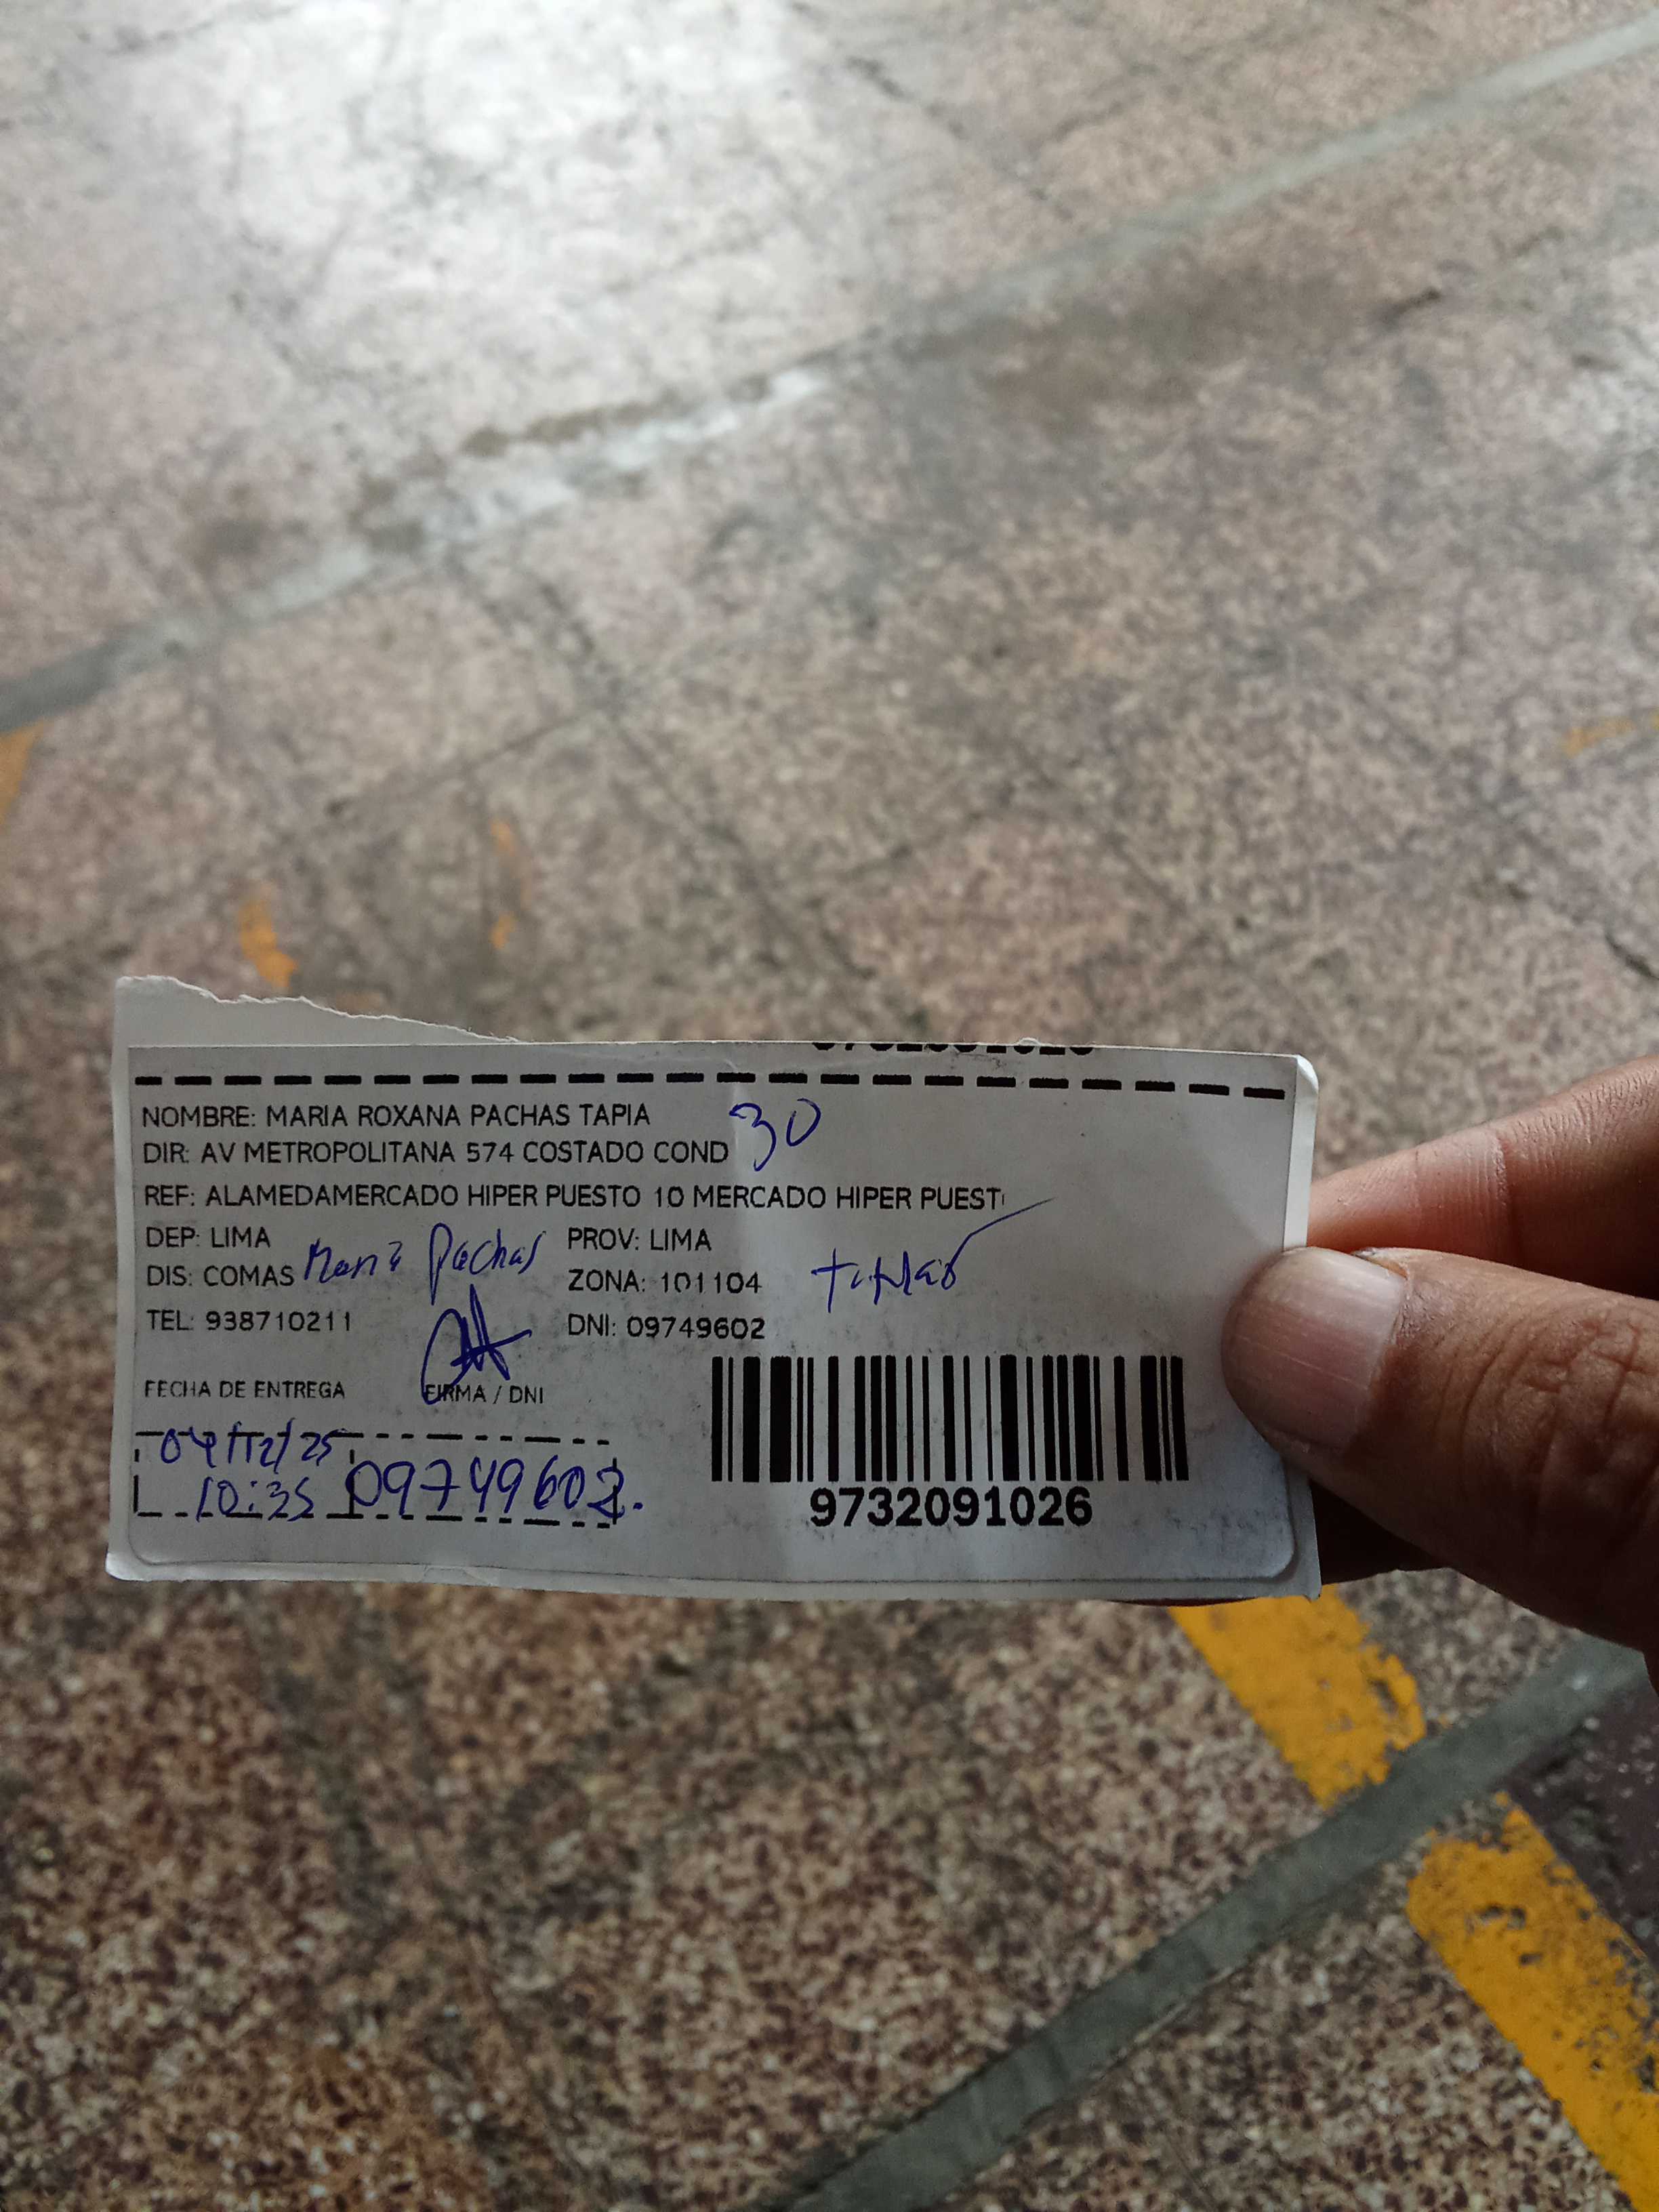 NOMBRE: MARIA ROXANA PACHAS TAPIA 30
DIR: AV METROPOLITANA 574 COSTADO COND
REF: ALAMEDAMERCADO HIPER PUESTO 10 MERCADO HIPER PUEST
DEP: LIMA PROV: LIMA
DIS: COMAS Maria Pachas ZONA: 101104 titular
TEL: 938710211 DNI: 09749602
FECHA DE ENTREGA FIRMA / DNI
04/12/25
10:35 09749602.
9732091026